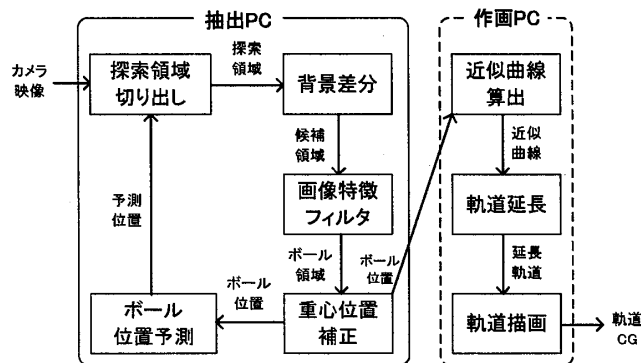 抽出PC
作画PC
カメラ
映像
探索領域
切り出し
探索
領域
背景差分
近似曲線
算出
候補
領域
近似
曲線
予測
位置
画像特徴
フィルタ
軌道延長
ボール
領域
ボール
位置
延長
軌道
ボール
位置
ボール
位置予測
重心位置
補正
軌道描画
軌道
CG